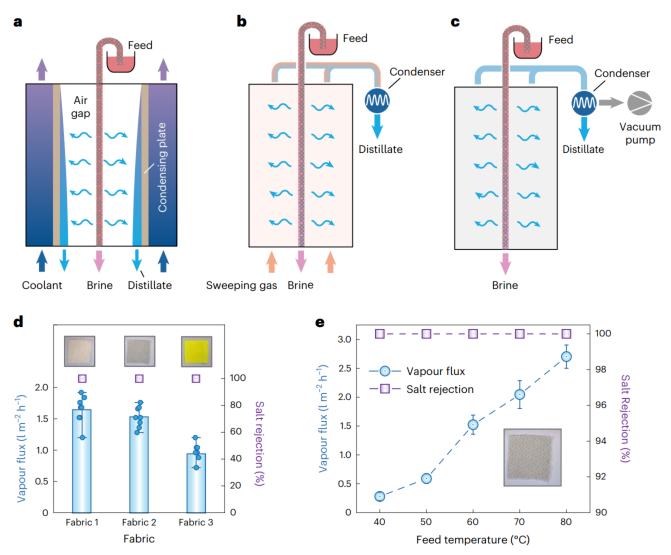 a
Feed
Air
gap
Condensing plate
Coolant
Brine
Distillate
b
Feed
Condenser
Distillate
Sweeping gas
Brine
c
Feed
Condenser
Vacuum
pump
Distillate
Brine
d
Vapour flux (l m⁻² h⁻¹)
2.0
1.5
1.0
0.5
0
100
80
60
40
20
0
Salt rejection (%)
Fabric 1
Fabric 2
Fabric 3
Fabric
e
Vapour flux (l m⁻² h⁻¹)
3.0
2.5
2.0
1.5
1.0
0.5
0
Vapour flux
Salt rejection
100
98
96
94
92
90
Salt Rejection (%)
40
50
60
70
80
Feed temperature (°C)